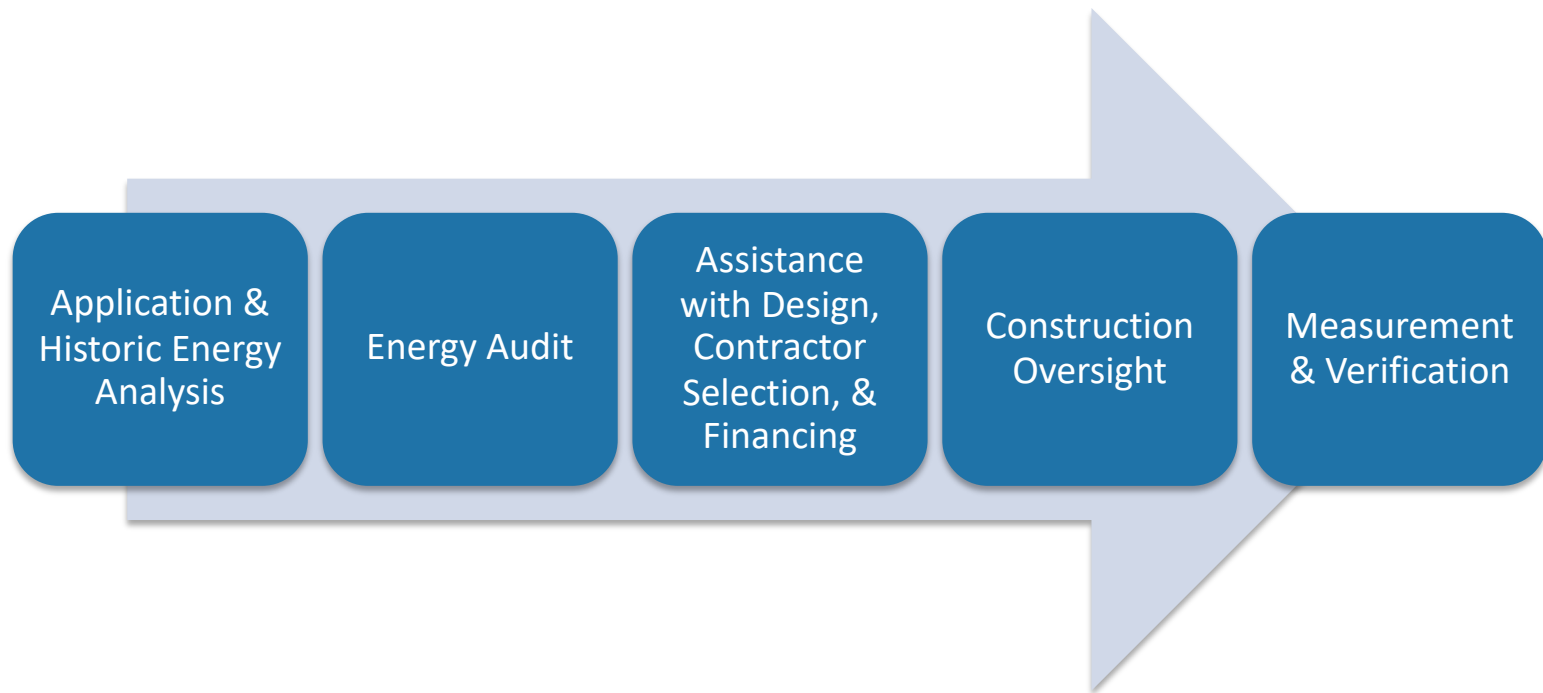 Application &
Historic Energy
Analysis
Energy Audit
Assistance
with Design,
Contractor
Selection, &
Financing
Construction
Oversight
Measurement
& Verification